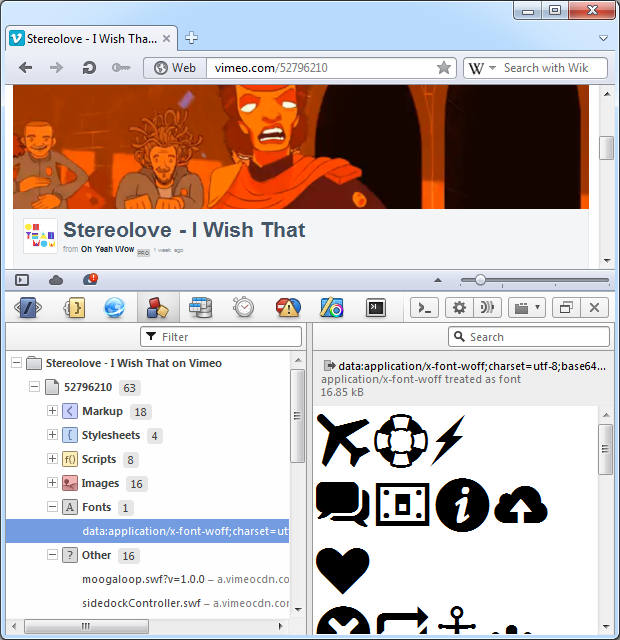 Stereolove - I Wish Tha...
Web
vimeo.com/52796210
W
Search with Wik
Stereolove - I Wish That
from Oh Yeah Wow PRO 1 week ago
Filter
Search
Stereolove - I Wish That on Vimeo
52796210 63
Markup 18
Stylesheets 4
f() Scripts 8
Images 16
A Fonts 1
data:application/x-font-woff;charset=ut
? Other 16
moogaloop.swf?v=1.0.0 – a.vimeocdn.co
sidedockController.swf – a.vimeocdn.co
data:application/x-font-woff;charset=utf-8;base64...
application/x-font-woff treated as font
16.85 kB